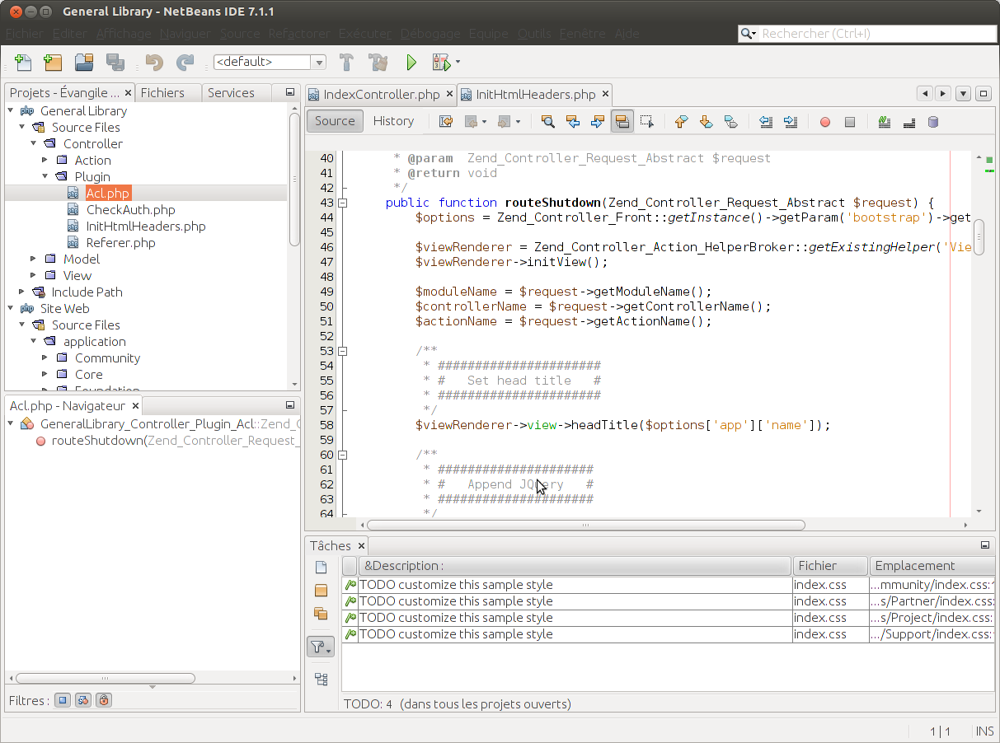 General Library - NetBeans IDE 7.1.1
Fichier Editer Affichage Naviguer Source Refactorer Exécuter Débogage Equipe Outils Fenêtre Aide
Rechercher (Ctrl+I)
<default>
Projets - Évangile ...
Fichiers
Services
General Library
Source Files
Controller
Action
Plugin
Acl.php
CheckAuth.php
InitHtmlHeaders.php
Referer.php
Model
View
Include Path
Site Web
Source Files
application
Community
Core
Foundation
Acl.php - Navigateur
GeneralLibrary_Controller_Plugin_Acl::Zend_C
routeShutdown(Zend_Controller_Request_
Filtres :
IndexController.php
InitHtmlHeaders.php
Source
History
40 * @param  Zend_Controller_Request_Abstract $request
41 * @return void
42 */
43 public function routeShutdown(Zend_Controller_Request_Abstract $request) {
44 $options = Zend_Controller_Front::getInstance()->getParam('bootstrap')->get
45
46 $viewRenderer = Zend_Controller_Action_HelperBroker::getExistingHelper('Vie
47 $viewRenderer->initView();
48
49 $moduleName = $request->getModuleName();
50 $controllerName = $request->getControllerName();
51 $actionName = $request->getActionName();
52
53 /**
54 * ######################
55 * #   Set head title   #
56 * ######################
57 */
58 $viewRenderer->view->headTitle($options['app']['name']);
59
60 /**
61 * #####################
62 * #   Append JQuery   #
63 * #####################
64 */
Tâches
&Description : Fichier Emplacement
TODO customize this sample style index.css ...mmunity/index.css:
TODO customize this sample style index.css ...s/Partner/index.css:
TODO customize this sample style index.css ...s/Project/index.css:
TODO customize this sample style index.css .../Support/index.css:
TODO: 4  (dans tous les projets ouverts)
1 | 1 INS